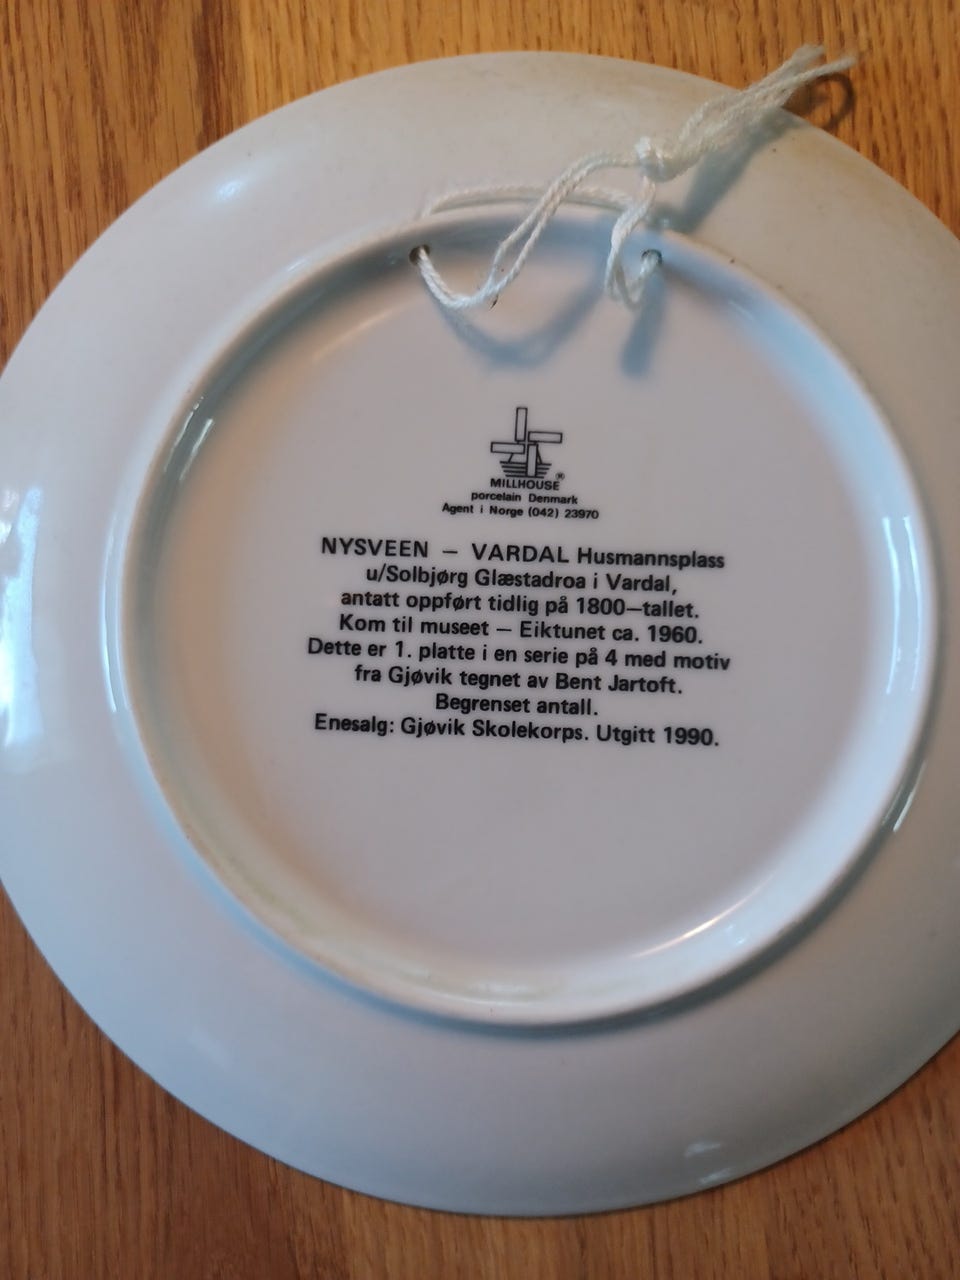 ®
MILLHOUSE
porcelain Denmark
Agent i Norge (042) 23970
NYSVEEN – VARDAL Husmannsplass
u/Solbjørg Glæstadroa i Vardal,
antatt oppført tidlig på 1800–tallet.
Kom til museet – Eiktunet ca. 1960.
Dette er 1. platte i en serie på 4 med motiv
fra Gjøvik tegnet av Bent Jartoft.
Begrenset antall.
Enesalg: Gjøvik Skolekorps. Utgitt 1990.